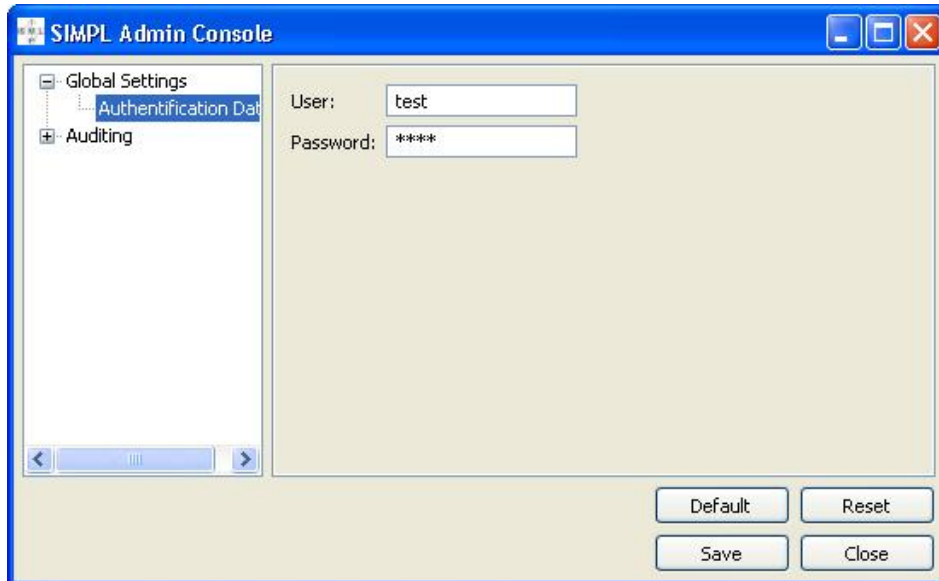 SIMPL Admin Console
Global Settings
Authentification Dat
Auditing
User: test
Password: ****
Default Reset
Save Close